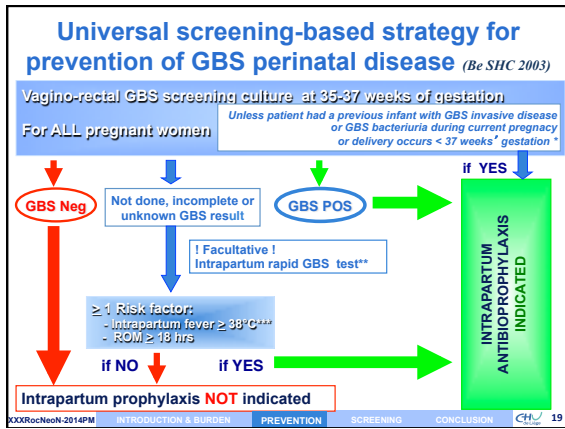 Universal screening-based strategy for
prevention of GBS perinatal disease (Be SHC 2003)
Vagino-rectal GBS screening culture at 35-37 weeks of gestation
For ALL pregnant women
Unless patient had a previous infant with GBS invasive disease
or GBS bacteriuria during current pregnacy
or delivery occurs < 37 weeks' gestation *
if YES
GBS Neg
Not done, incomplete or
unknown GBS result
GBS POS
! Facultative !
Intrapartum rapid GBS test**
INTRAPARTUM
ANTIBIOPROPHYLAXIS
INDICATED
≥ 1 Risk factor:
- Intrapartum fever ≥ 38°C***
- ROM ≥ 18 hrs
if NO
if YES
Intrapartum prophylaxis NOT indicated
XXXRocNeoN-2014PM INTRODUCTION & BURDEN PREVENTION SCREENING CONCLUSION CHU de Liège 19